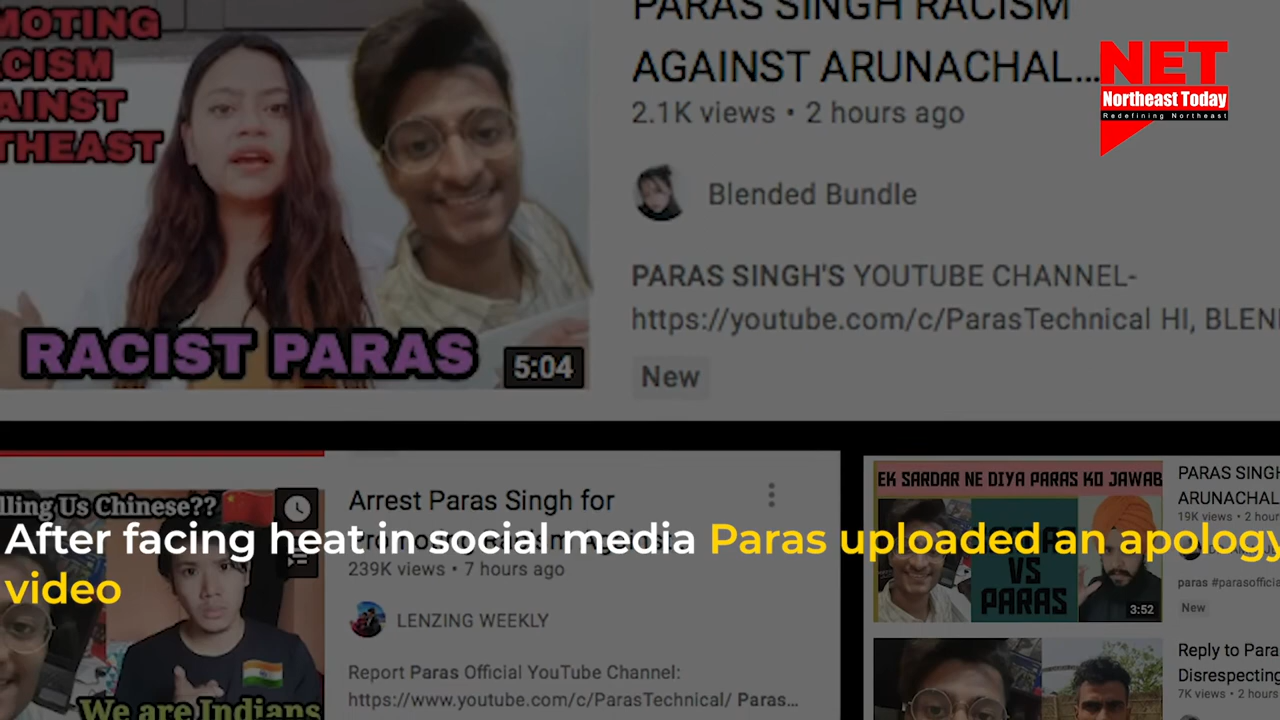 MOTING
CISM
AINST
THEAST
RACIST PARAS
5:04
PARAS SINGH RACISM
AGAINST ARUNACHAL...
2.1K views • 2 hours ago
Blended Bundle
PARAS SINGH'S YOUTUBE CHANNEL-
https://youtube.com/c/ParasTechnical HI, BLEN
New
NET
Northeast Today
Redefining Northeast
lling Us Chinese??
We are Indians
Arrest Paras Singh for
239K views • 7 hours ago
LENZING WEEKLY
Report Paras Official YouTube Channel:
https://www.youtube.com/c/ParasTechnical/ Paras...
After facing heat in social media Paras uploaded an apology
video
EK SARDAR NE DIYA PARAS KO JAWAB
VS
PARAS
3:52
PARAS SINGH
ARUNACHAL
19K views • 2 hour
paras #parasofficia
New
Reply to Para
Disrespecting
7K views • 2 hours